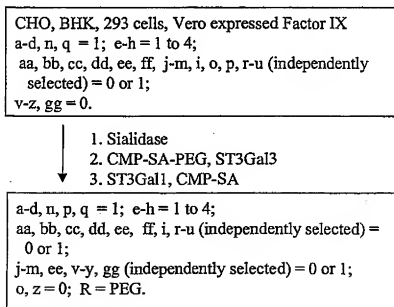 CHO, BHK, 293 cells, Vero expressed Factor IX
a-d, n, q = 1; e-h = 1 to 4;
aa, bb, cc, dd, ee, ff, j-m, i, o, p, r-u (independently
selected) = 0 or 1;
v-z, gg = 0.
1. Sialidase
2. CMP-SA-PEG, ST3Gal3
3. ST3Gal1, CMP-SA
a-d, n, p, q = 1; e-h = 1 to 4;
aa, bb, cc, dd, ee, ff, i, r-u (independently selected) =
0 or 1;
j-m, ee, v-y, gg (independently selected) = 0 or 1;
o, z = 0; R = PEG.